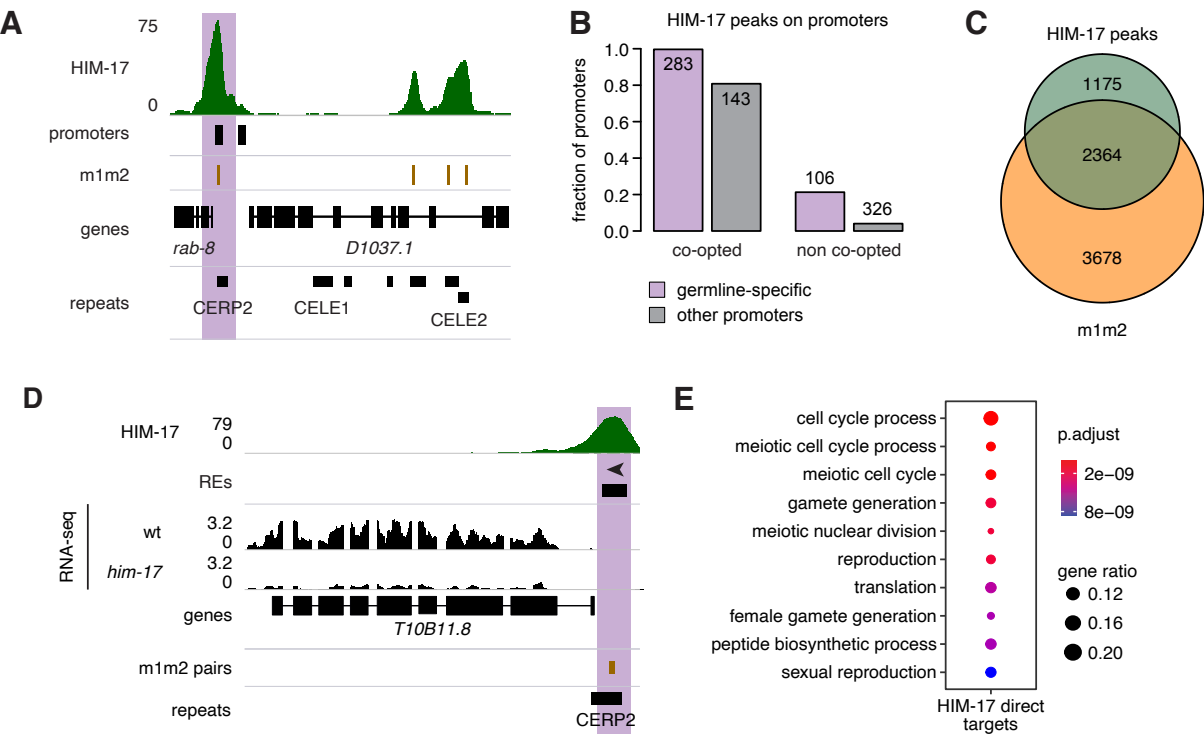 A
75
HIM-17
0
promoters
m1m2
genes
rab-8
D1037.1
repeats
CERP2
CELE1
CELE2
B
HIM-17 peaks on promoters
fraction of promoters
1.0
0.8
0.6
0.4
0.2
0.0
283
143
106
326
co-opted
non co-opted
germline-specific
other promoters
C
HIM-17 peaks
1175
2364
3678
m1m2
D
HIM-17
79
0
REs
RNA-seq
wt
3.2
0
him-17
3.2
0
genes
T10B11.8
m1m2 pairs
repeats
CERP2
E
cell cycle process
meiotic cell cycle process
meiotic cell cycle
gamete generation
meiotic nuclear division
reproduction
translation
female gamete generation
peptide biosynthetic process
sexual reproduction
HIM-17 direct
targets
p.adjust
2e−09
8e−09
gene ratio
0.12
0.16
0.20